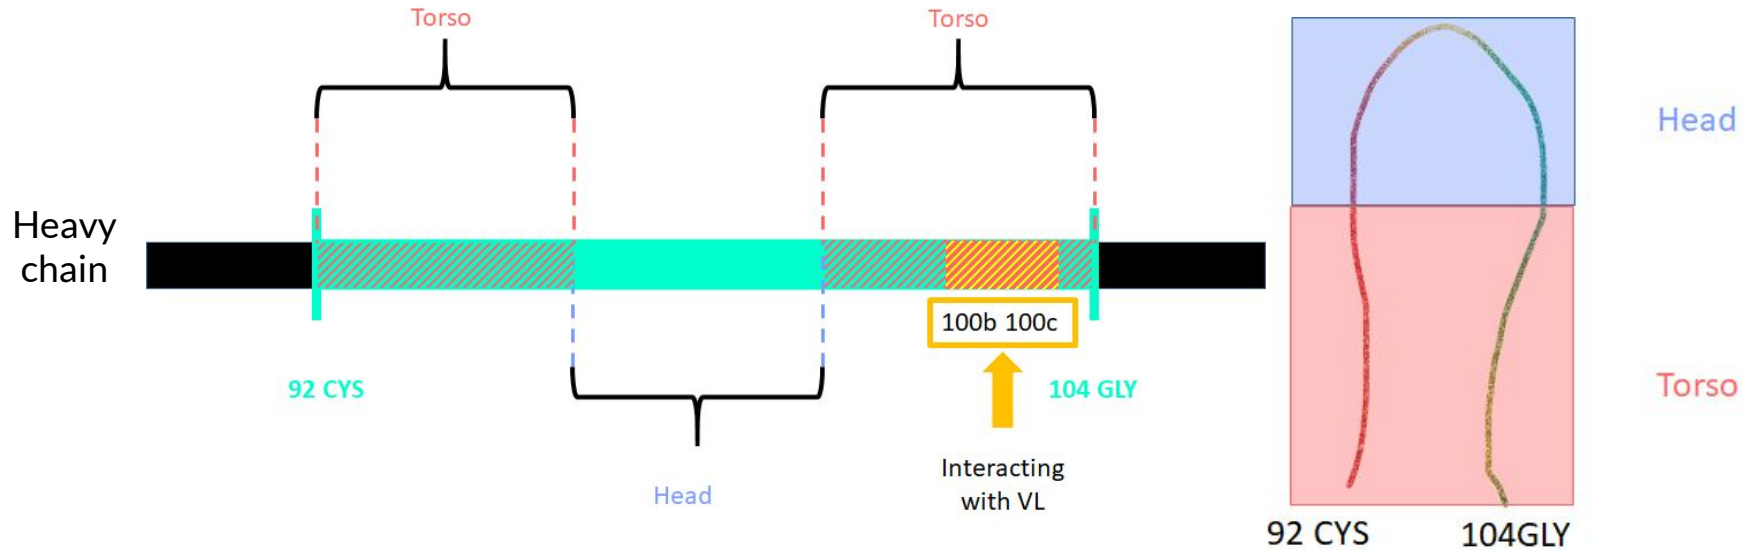 Torso
Torso
Head
Heavy
chain
100b 100c
92 CYS
104 GLY
Torso
Interacting
with VL
Head
92 CYS
104GLY